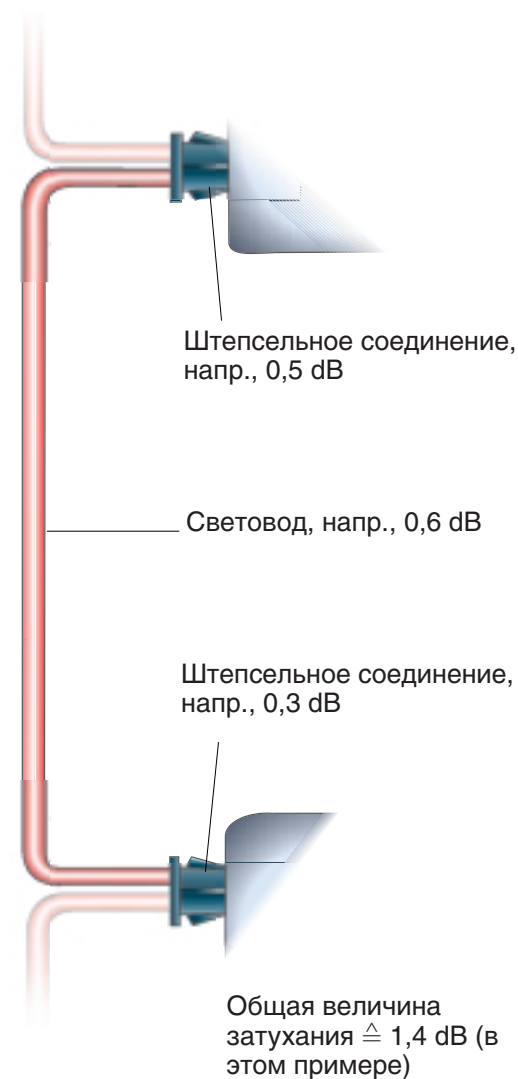 Штепсельное соединение,
напр., 0,5 dB
Световод, напр., 0,6 dB
Штепсельное соединение,
напр., 0,3 dB
Общая величина
затухания ≙ 1,4 dB (в
этом примере)